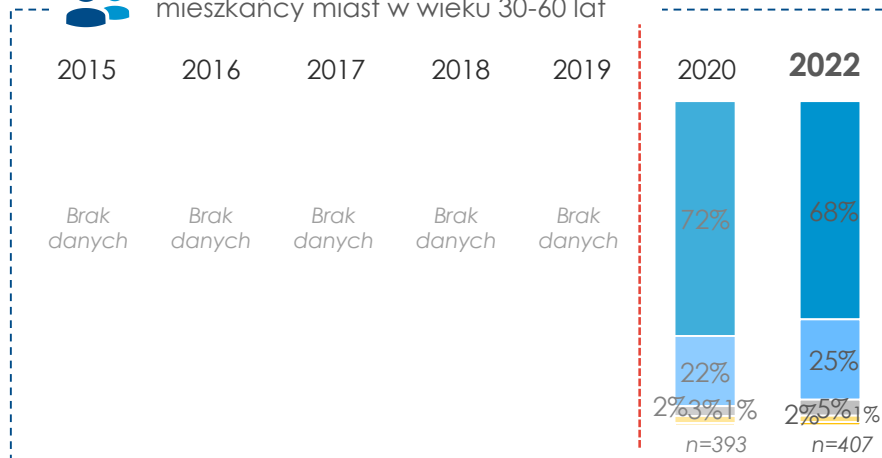 mieszkańcy miast w wieku 30-60 lat
2015 2016 2017 2018 2019 2020 2022
Brak danych Brak danych Brak danych Brak danych Brak danych
72% 68%
22% 25%
2% 3% 1% 2% 5% 1%
n=393 n=407